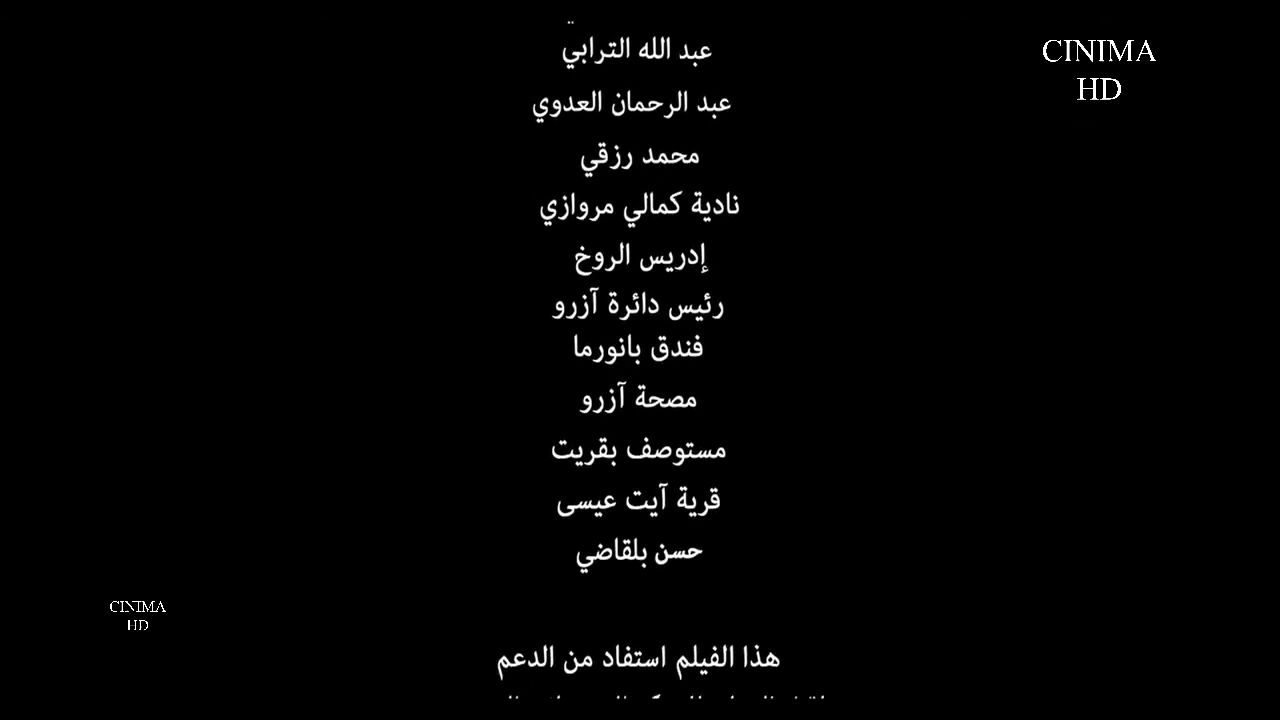 عبد الله الترابي
عبد الرحمان العدوي
محمد رزقي
نادية كمالي مروازي
إدريس الروخ
رئيس دائرة آزرو
فندق بانورما
مصحة آزرو
مستوصف بقريت
قرية آيت عيسى
حسن بلقاضي
هذا الفيلم استفاد من الدعم
CINIMA
HD
CINIMA
HD